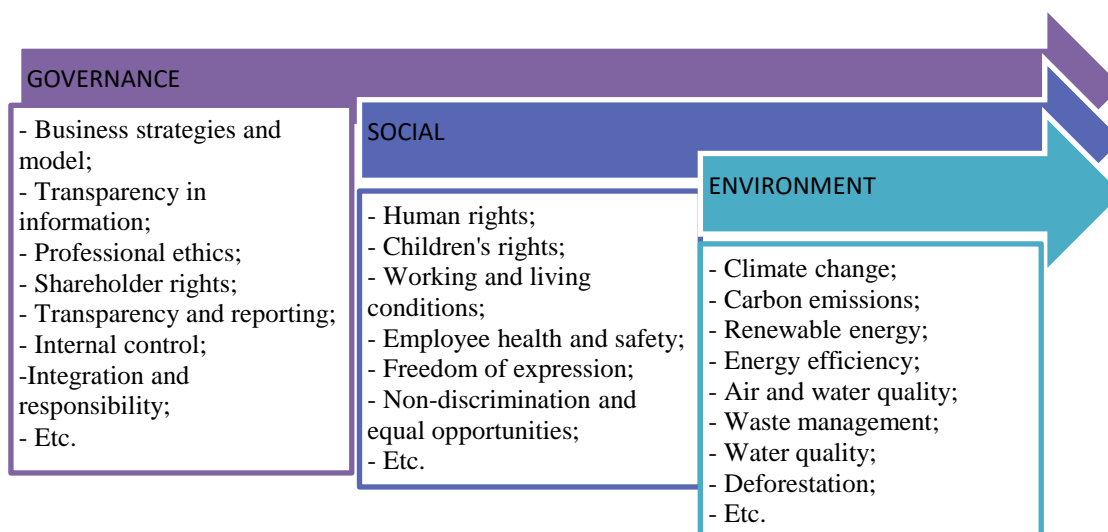 GOVERNANCE
- Business strategies and
model;
- Transparency in
information;
- Professional ethics;
- Shareholder rights;
- Transparency and reporting;
- Internal control;
-Integration and
responsibility;
- Etc.
SOCIAL
- Human rights;
- Children's rights;
- Working and living
conditions;
- Employee health and safety;
- Freedom of expression;
- Non-discrimination and
equal opportunities;
- Etc.
ENVIRONMENT
- Climate change;
- Carbon emissions;
- Renewable energy;
- Energy efficiency;
- Air and water quality;
- Waste management;
- Water quality;
- Deforestation;
- Etc.